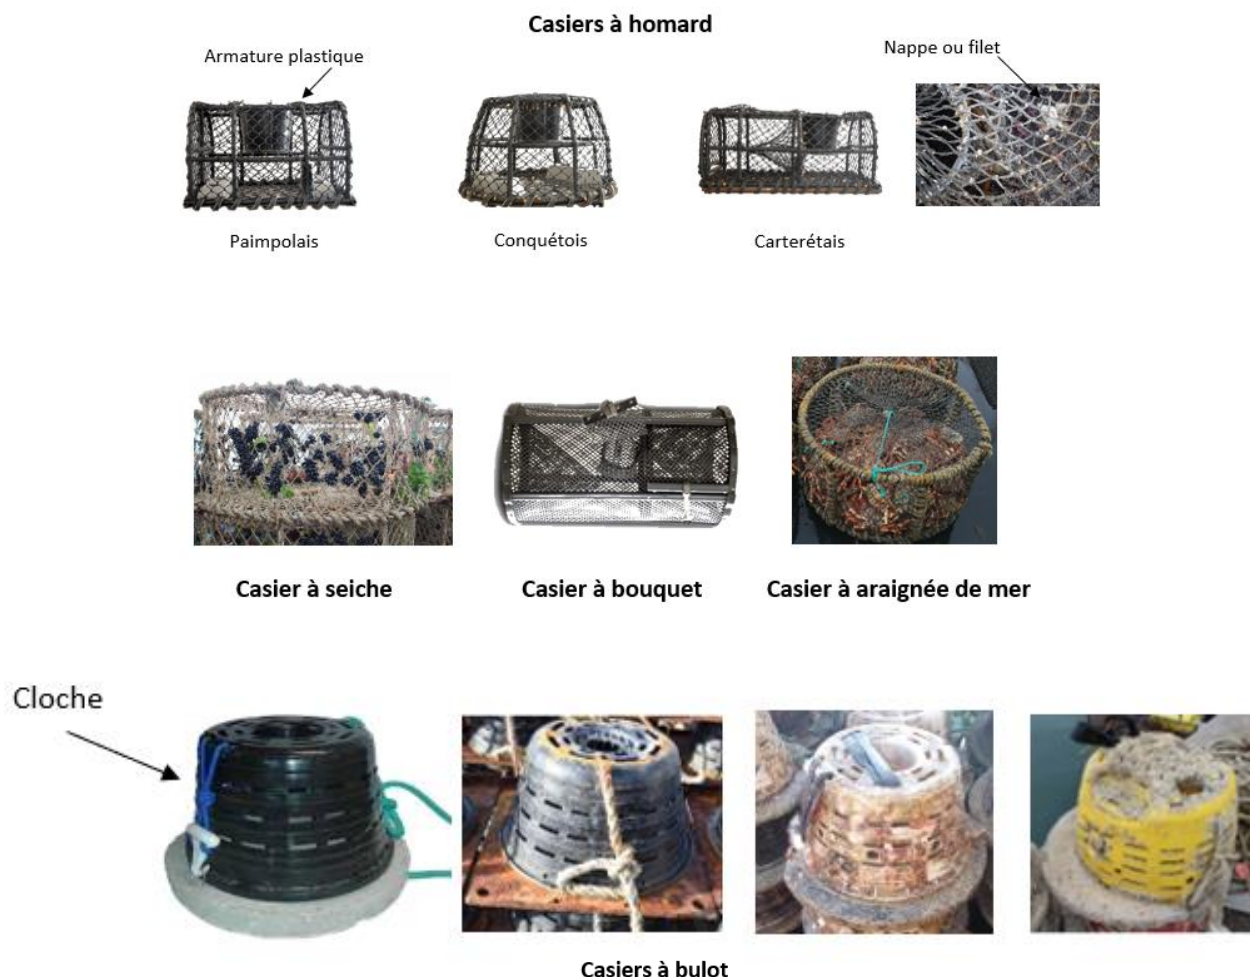 Casiers à homard
Armature plastique
Nappe ou filet
Paimpolais
Conquétois
Carterétais
Casier à seiche
Casier à bouquet
Casier à araignée de mer
Cloche
Casiers à bulot